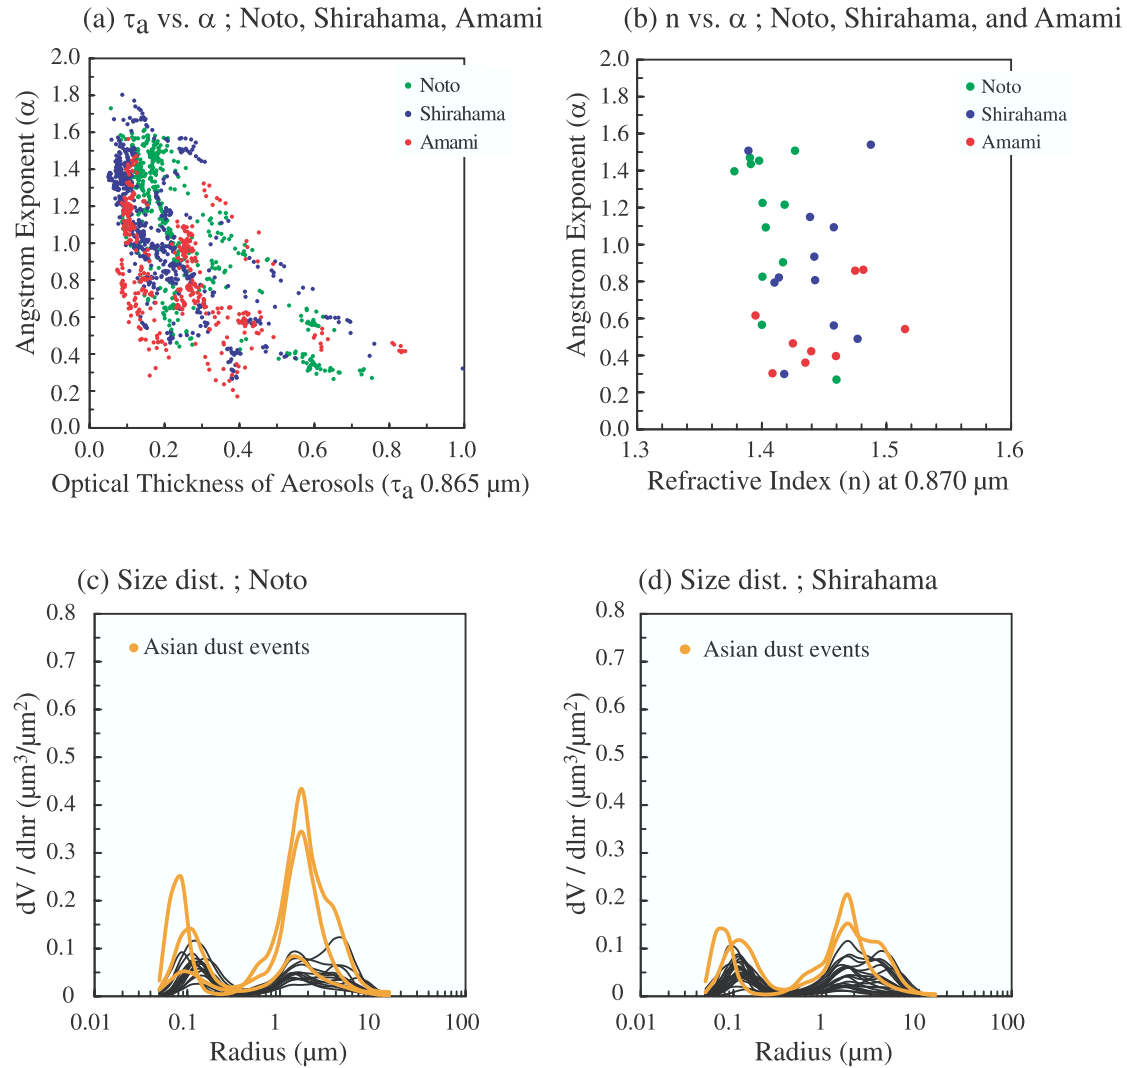 (a) τa vs. α ; Noto, Shirahama, Amami
2.0
1.8
1.6
1.4
1.2
1.0
0.8
0.6
0.4
0.2
0.0
Angstrom Exponent (α)
Noto
Shirahama
Amami
0.0 0.2 0.4 0.6 0.8 1.0
Optical Thickness of Aerosols (τa 0.865 μm)
(b) n vs. α ; Noto, Shirahama, and Amami
2.0
1.8
1.6
1.4
1.2
1.0
0.8
0.6
0.4
0.2
0.0
Angstrom Exponent (α)
Noto
Shirahama
Amami
1.3 1.4 1.5 1.6
Refractive Index (n) at 0.870 μm
(c) Size dist. ; Noto
0.8
0.7
0.6
0.5
0.4
0.3
0.2
0.1
0
dV / dlnr (μm³/μm²)
Asian dust events
0.01 0.1 1 10 100
Radius (μm)
(d) Size dist. ; Shirahama
0.8
0.7
0.6
0.5
0.4
0.3
0.2
0.1
0
dV / dlnr (μm³/μm²)
Asian dust events
0.01 0.1 1 10 100
Radius (μm)